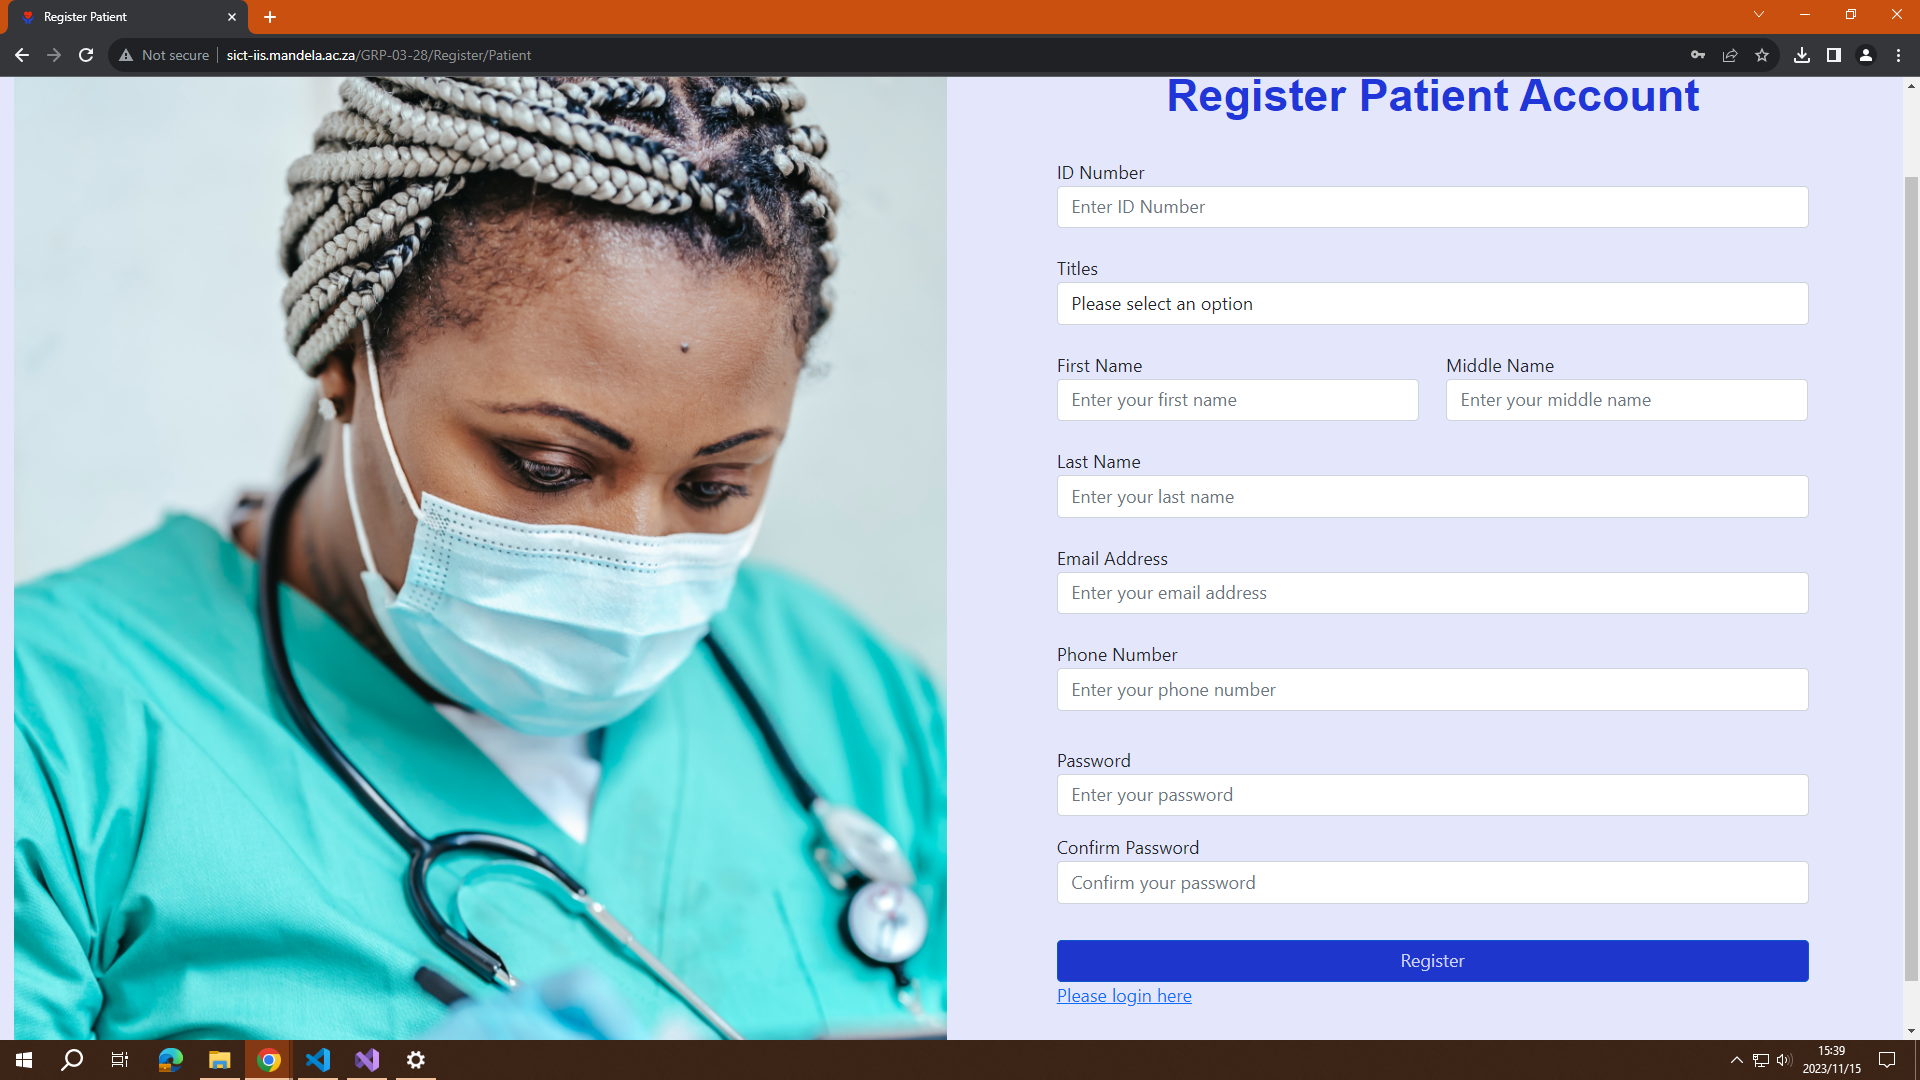 Register Patient
Not secure
sict-iis.mandela.ac.za/GRP-03-28/Register/Patient
Register Patient Account
ID Number
Enter ID Number
Titles
Please select an option
First Name
Middle Name
Enter your first name
Enter your middle name
Last Name
Enter your last name
Email Address
Enter your email address
Phone Number
Enter your phone number
Password
Enter your password
Confirm Password
Confirm your password
Register
Please login here
15:39
2023/11/15